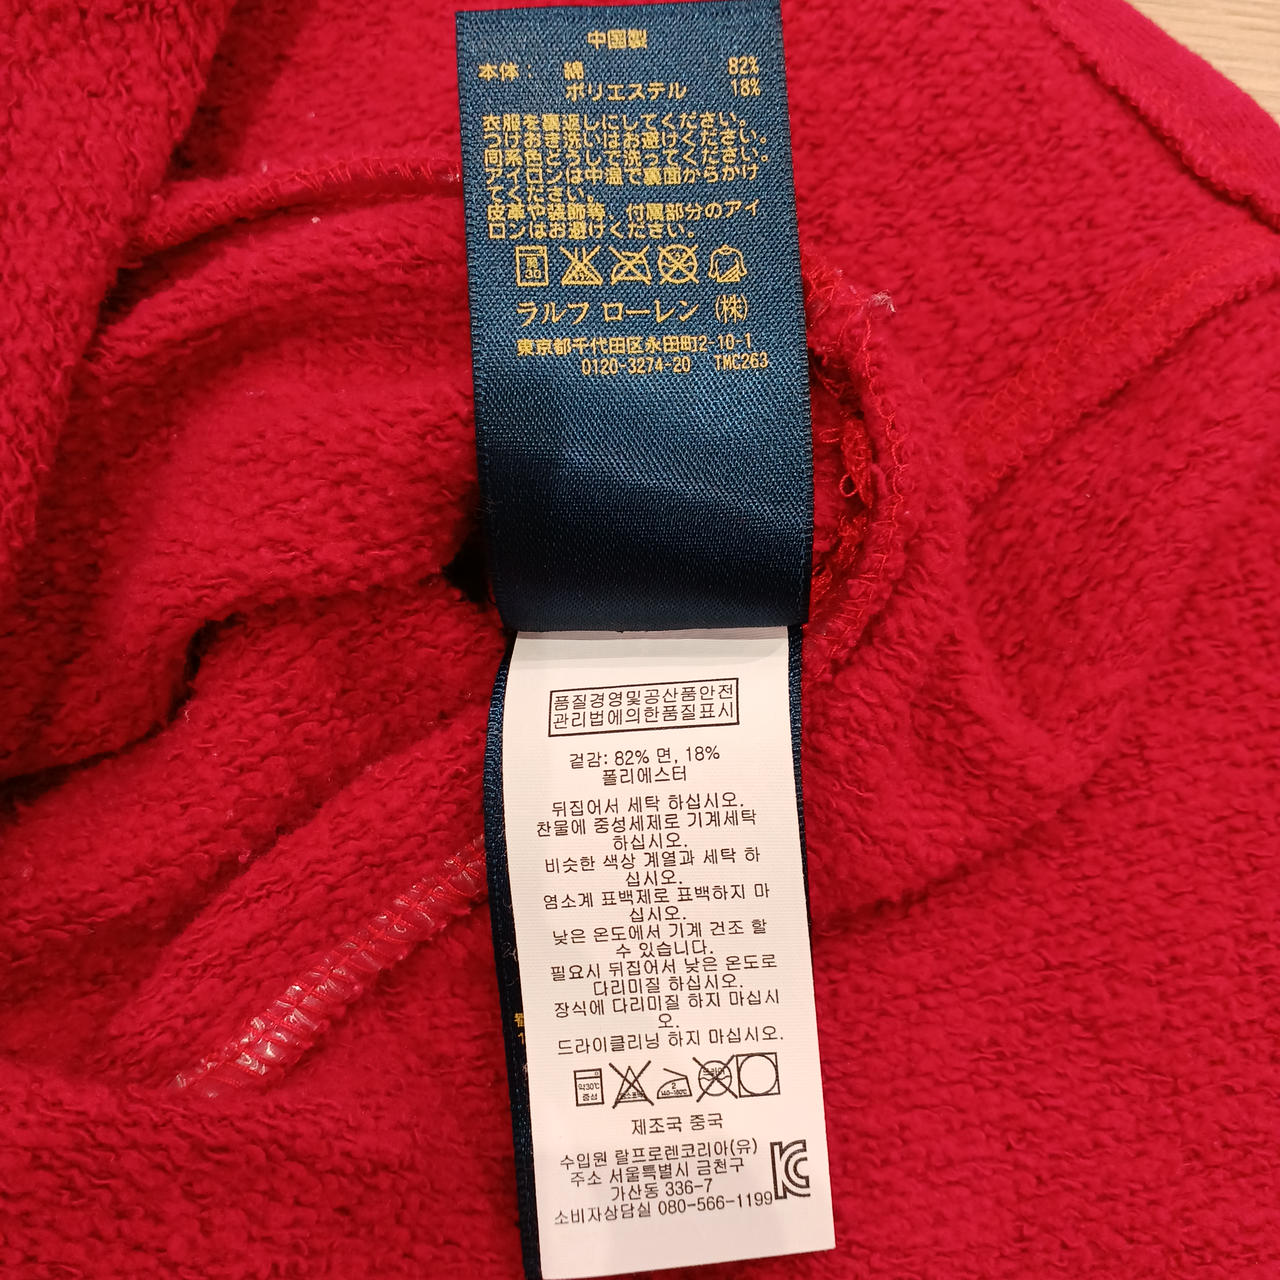 中国製
本体： 綿 82%
ポリエステル 18%
衣服を裏返しにしてください。
つけおき洗いはお避けください。
同系色どうしで洗ってください。
アイロンは中温で裏面からかけ
てください。
皮革や装飾等、付属部分のアイ
ロンはお避けください。
30
ラルフ ローレン (株)
東京都千代田区永田町2-10-1
0120-3274-20 TMC263
품질경영및공산품안전
관리법에의한품질표시
겉감: 82% 면, 18%
폴리에스터
뒤집어서 세탁 하십시오.
찬물에 중성세제로 기계세탁
하십시오.
비슷한 색상 계열과 세탁 하
십시오.
염소계 표백제로 표백하지 마
십시오.
낮은 온도에서 기계 건조 할
수 있습니다.
필요시 뒤집어서 낮은 온도로
다리미질 하십시오.
장식에 다리미질 하지 마십시
오.
드라이클리닝 하지 마십시오.
약30℃
중성
제조국 중국
수입원 랄프로렌코리아(유)
주소 서울특별시 금천구
가산동 336-7
소비자상담실 080-566-1199